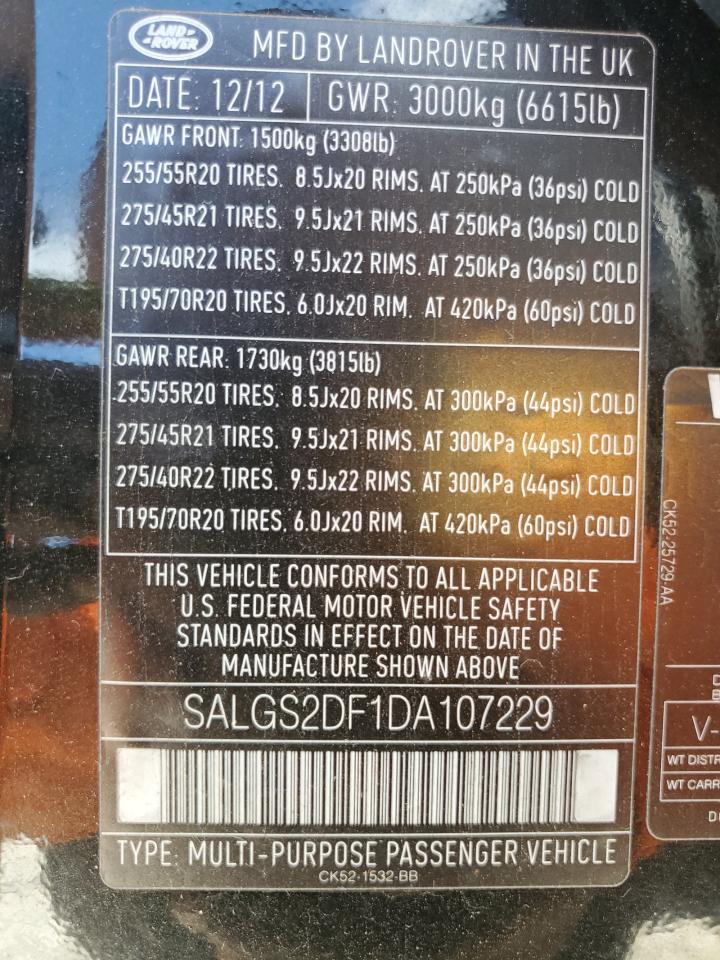 LAND ROVER
MFD BY LANDROVER IN THE UK
DATE: 12/12 GWR: 3000kg (6615lb)
GAWR FRONT: 1500kg (3308lb)
255/55R20 TIRES, 8.5Jx20 RIMS, AT 250kPa (36psi) COLD
275/45R21 TIRES, 9.5Jx21 RIMS, AT 250kPa (36psi) COLD
275/40R22 TIRES, 9.5Jx22 RIMS, AT 250kPa (36psi) COLD
T195/70R20 TIRES, 6.0Jx20 RIM, AT 420kPa (60psi) COLD
GAWR REAR: 1730kg (3815lb)
255/55R20 TIRES, 8.5Jx20 RIMS, AT 300kPa (44psi) COLD
275/45R21 TIRES, 9.5Jx21 RIMS, AT 300kPa (44psi) COLD
275/40R22 TIRES, 9.5Jx22 RIMS, AT 300kPa (44psi) COLD
T195/70R20 TIRES, 6.0Jx20 RIM, AT 420kPa (60psi) COLD
THIS VEHICLE CONFORMS TO ALL APPLICABLE
U.S. FEDERAL MOTOR VEHICLE SAFETY
STANDARDS IN EFFECT ON THE DATE OF
MANUFACTURE SHOWN ABOVE
SALGS2DF1DA107229
TYPE: MULTI-PURPOSE PASSENGER VEHICLE
CK52-1532-BB
CK52-25729-AA
V-
WT DISTR
WT CARR